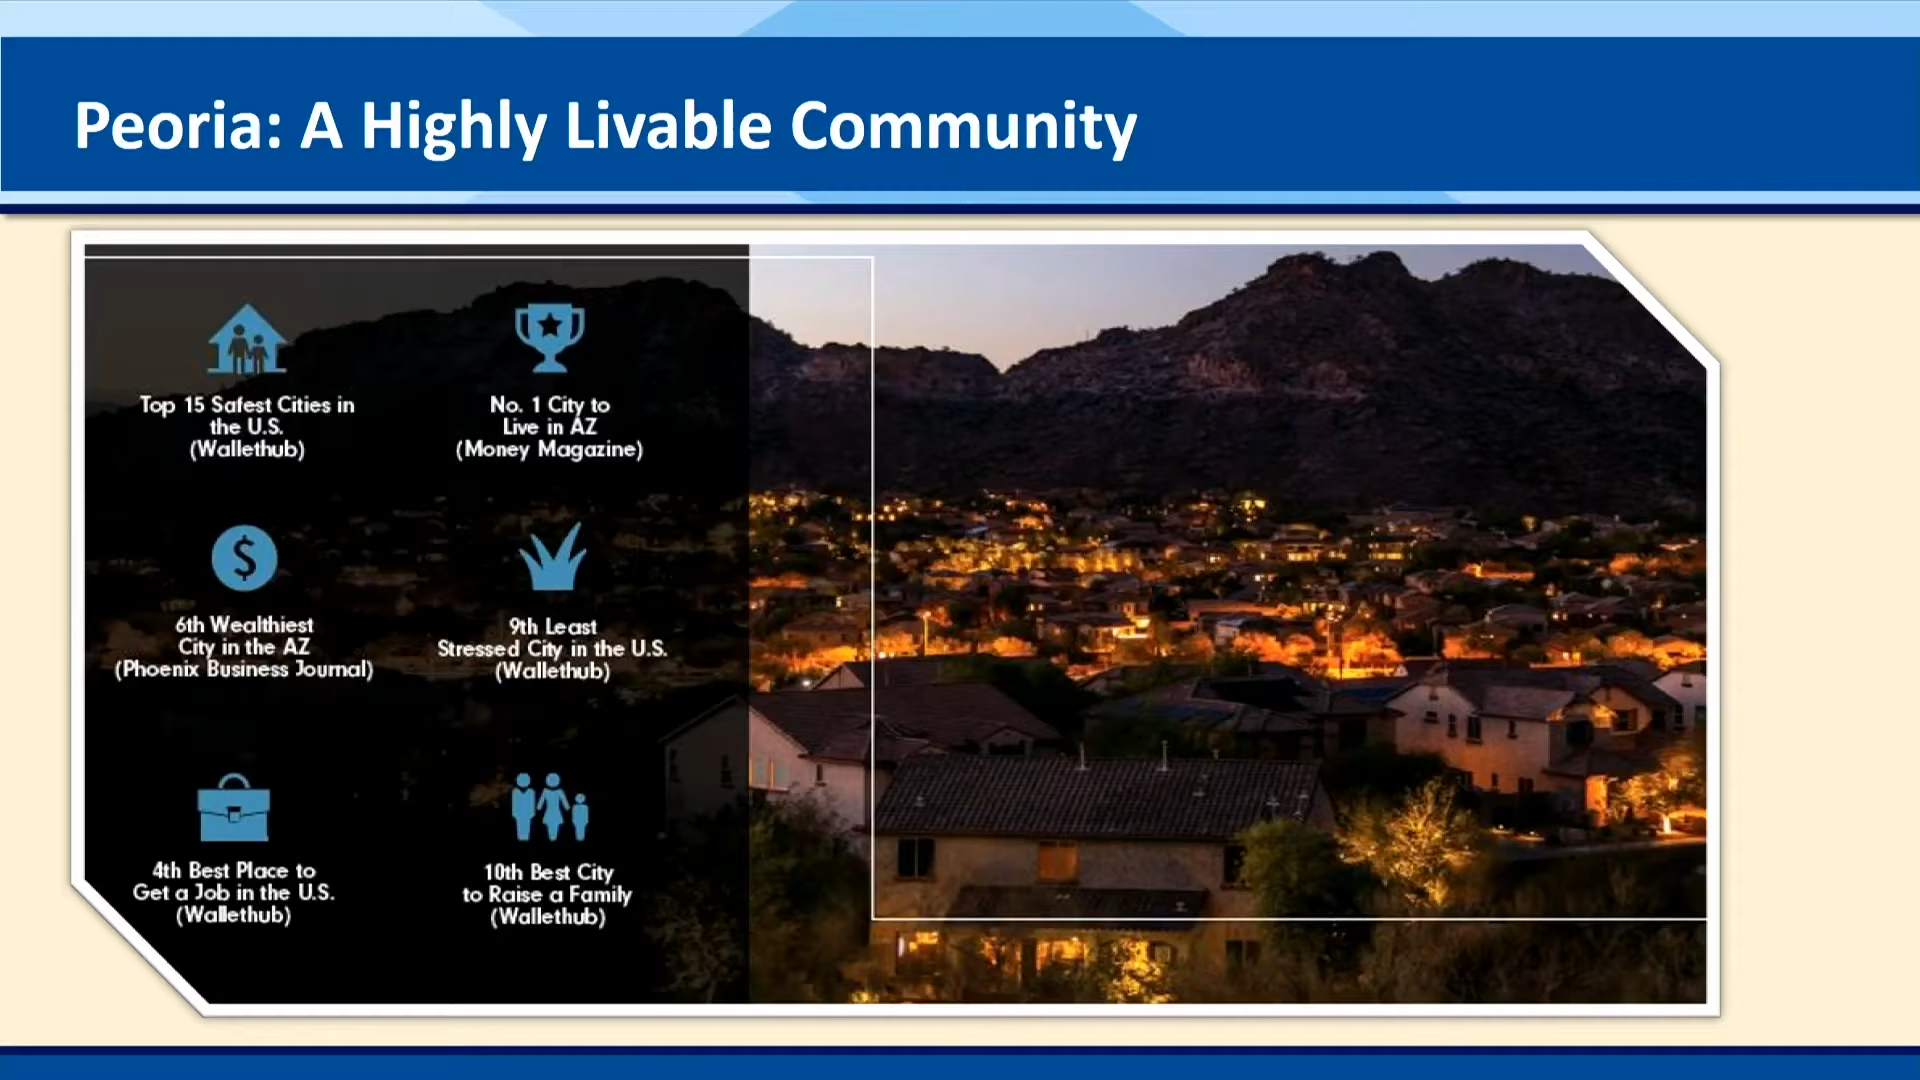 Peoria: A Highly Livable Community
Top 15 Safest Cities in
the U.S.
(Wallethub)
No. 1 City to
Live in AZ
(Money Magazine)
6th Wealthiest
City in the AZ
(Phoenix Business Journal)
9th Least
Stressed City in the U.S.
(Wallethub)
4th Best Place to
Get a Job in the U.S.
(Wallethub)
10th Best City
to Raise a Family
(Wallethub)